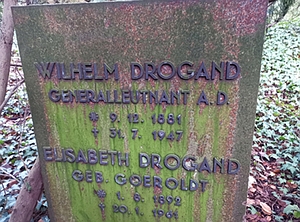 WILHELM DROGAND
GENERALLEUTNANT A.D.
* 9.12.1881
† 31.7.1947
ELISABETH DROGAND
GEB. GOEROLDT
* 1.6.1892
† 20.1.1961